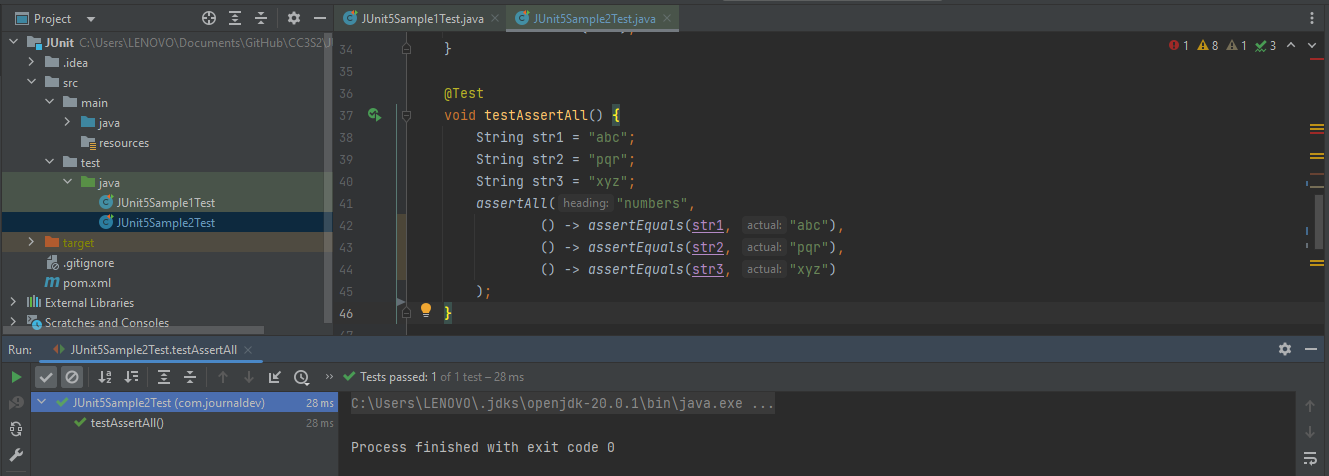 Project
JUnit C:\Users\LENOVO\Documents\GitHub\CC3S2\JU
.idea
src
main
java
resources
test
java
JUnit5Sample1Test
JUnit5Sample2Test
target
.gitignore
pom.xml
External Libraries
Scratches and Consoles
JUnit5Sample1Test.java
JUnit5Sample2Test.java
1 8 1 3
34 }
35
36 @Test
37 void testAssertAll() {
38 String str1 = "abc";
39 String str2 = "pqr";
40 String str3 = "xyz";
41 assertAll( heading: "numbers",
42 () -> assertEquals(str1, actual: "abc"),
43 () -> assertEquals(str2, actual: "pqr"),
44 () -> assertEquals(str3, actual: "xyz")
45 );
46 }
Run: JUnit5Sample2Test.testAssertAll
Tests passed: 1 of 1 test – 28 ms
JUnit5Sample2Test (com.journaldev) 28 ms
testAssertAll() 28 ms
C:\Users\LENOVO\.jdks\openjdk-20.0.1\bin\java.exe ...
Process finished with exit code 0